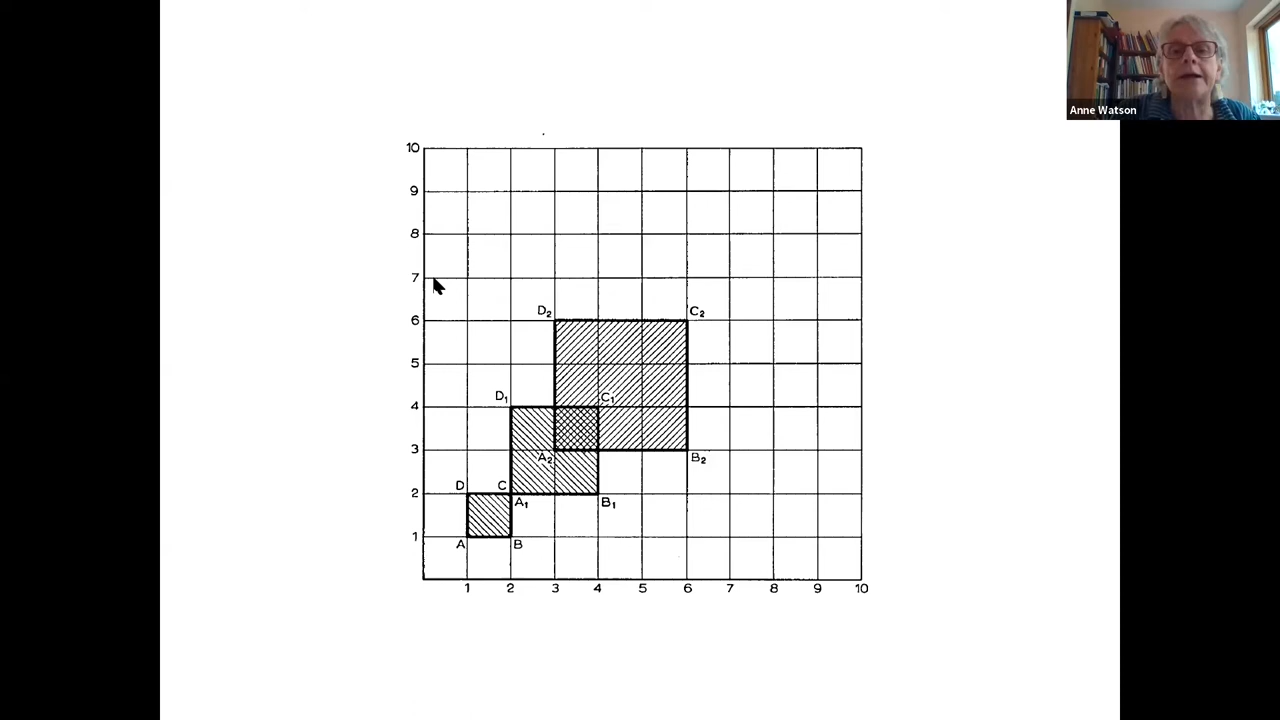 Anne Watson
10
9
8
7
D₂ C₂
6
5
D₁ C₁
4
3
A₂ B₂
D C
2
A₁ B₁
1
A B
1 2 3 4 5 6 7 8 9 10